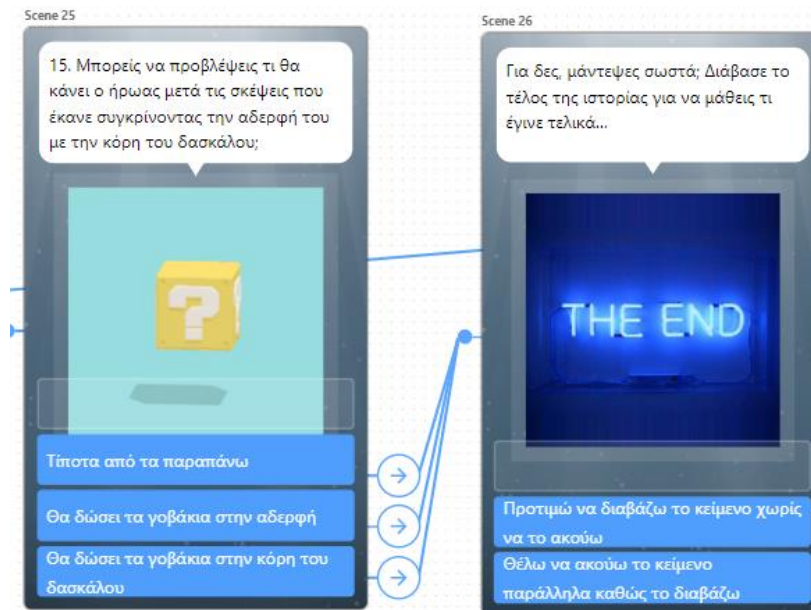 Scene 25
15. Μπορείς να προβλέψεις τι θα
κάνει ο ήρωας μετά τις σκέψεις που
έκανε συγκρίνοντας την αδερφή του
με την κόρη του δασκάλου;
?
Τίποτα από τα παραπάνω
Θα δώσει τα γοβάκια στην αδερφή
Θα δώσει τα γοβάκια στην κόρη του
δασκάλου
Scene 26
Για δες, μάντεψες σωστά; Διάβασε το
τέλος της ιστορίας για να μάθεις τι
έγινε τελικά...
THE END
Προτιμώ να διαβάζω το κείμενο χωρίς
να το ακούω
Θέλω να ακούω το κείμενο
παράλληλα καθώς το διαβάζω